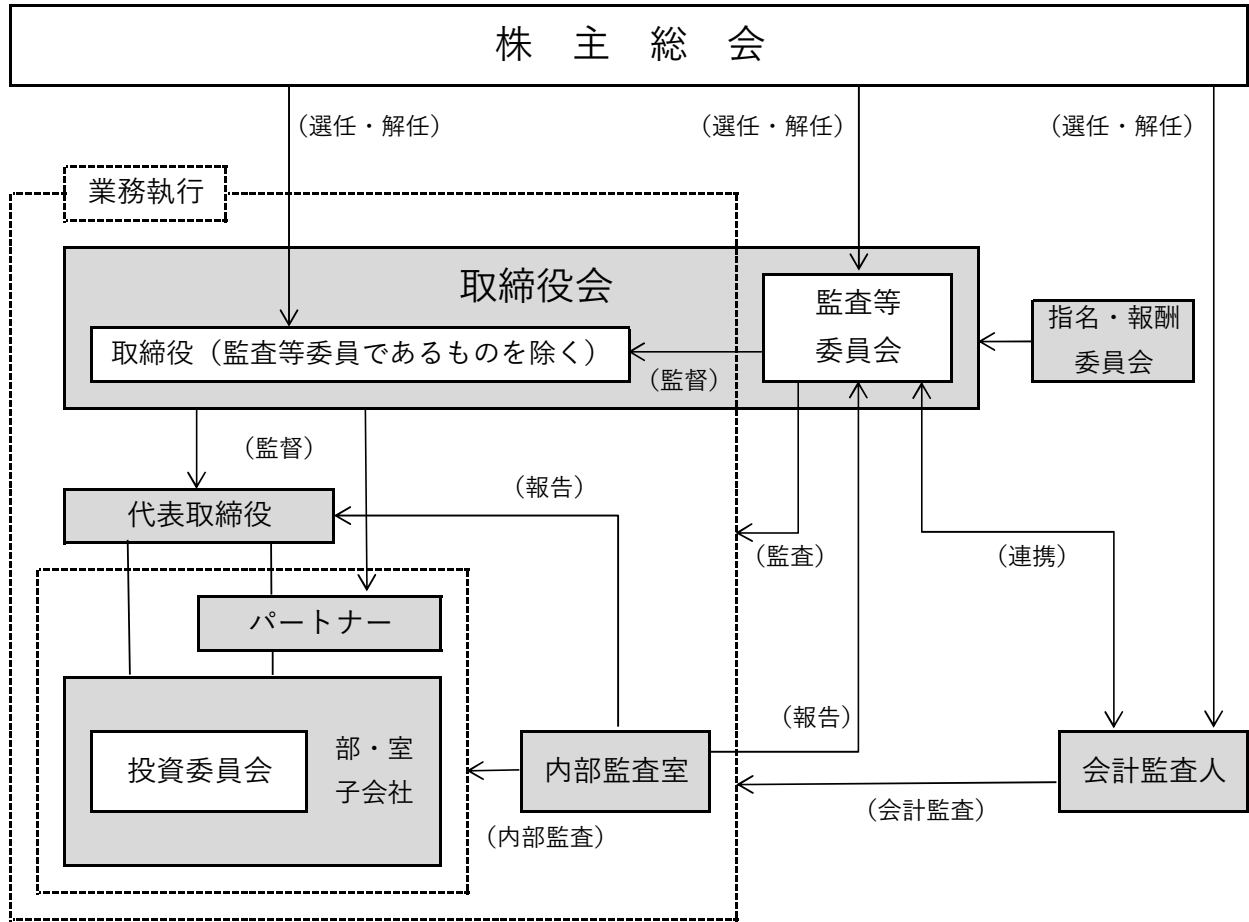 株主総会
（選任・解任）
（選任・解任）
（選任・解任）
業務執行
取締役会
監査等
委員会
指名・報酬
委員会
取締役（監査等委員であるものを除く）
（監督）
（監督）
（報告）
代表取締役
（監査）
（連携）
パートナー
（報告）
部・室
子会社
投資委員会
内部監査室
会計監査人
（会計監査）
（内部監査）